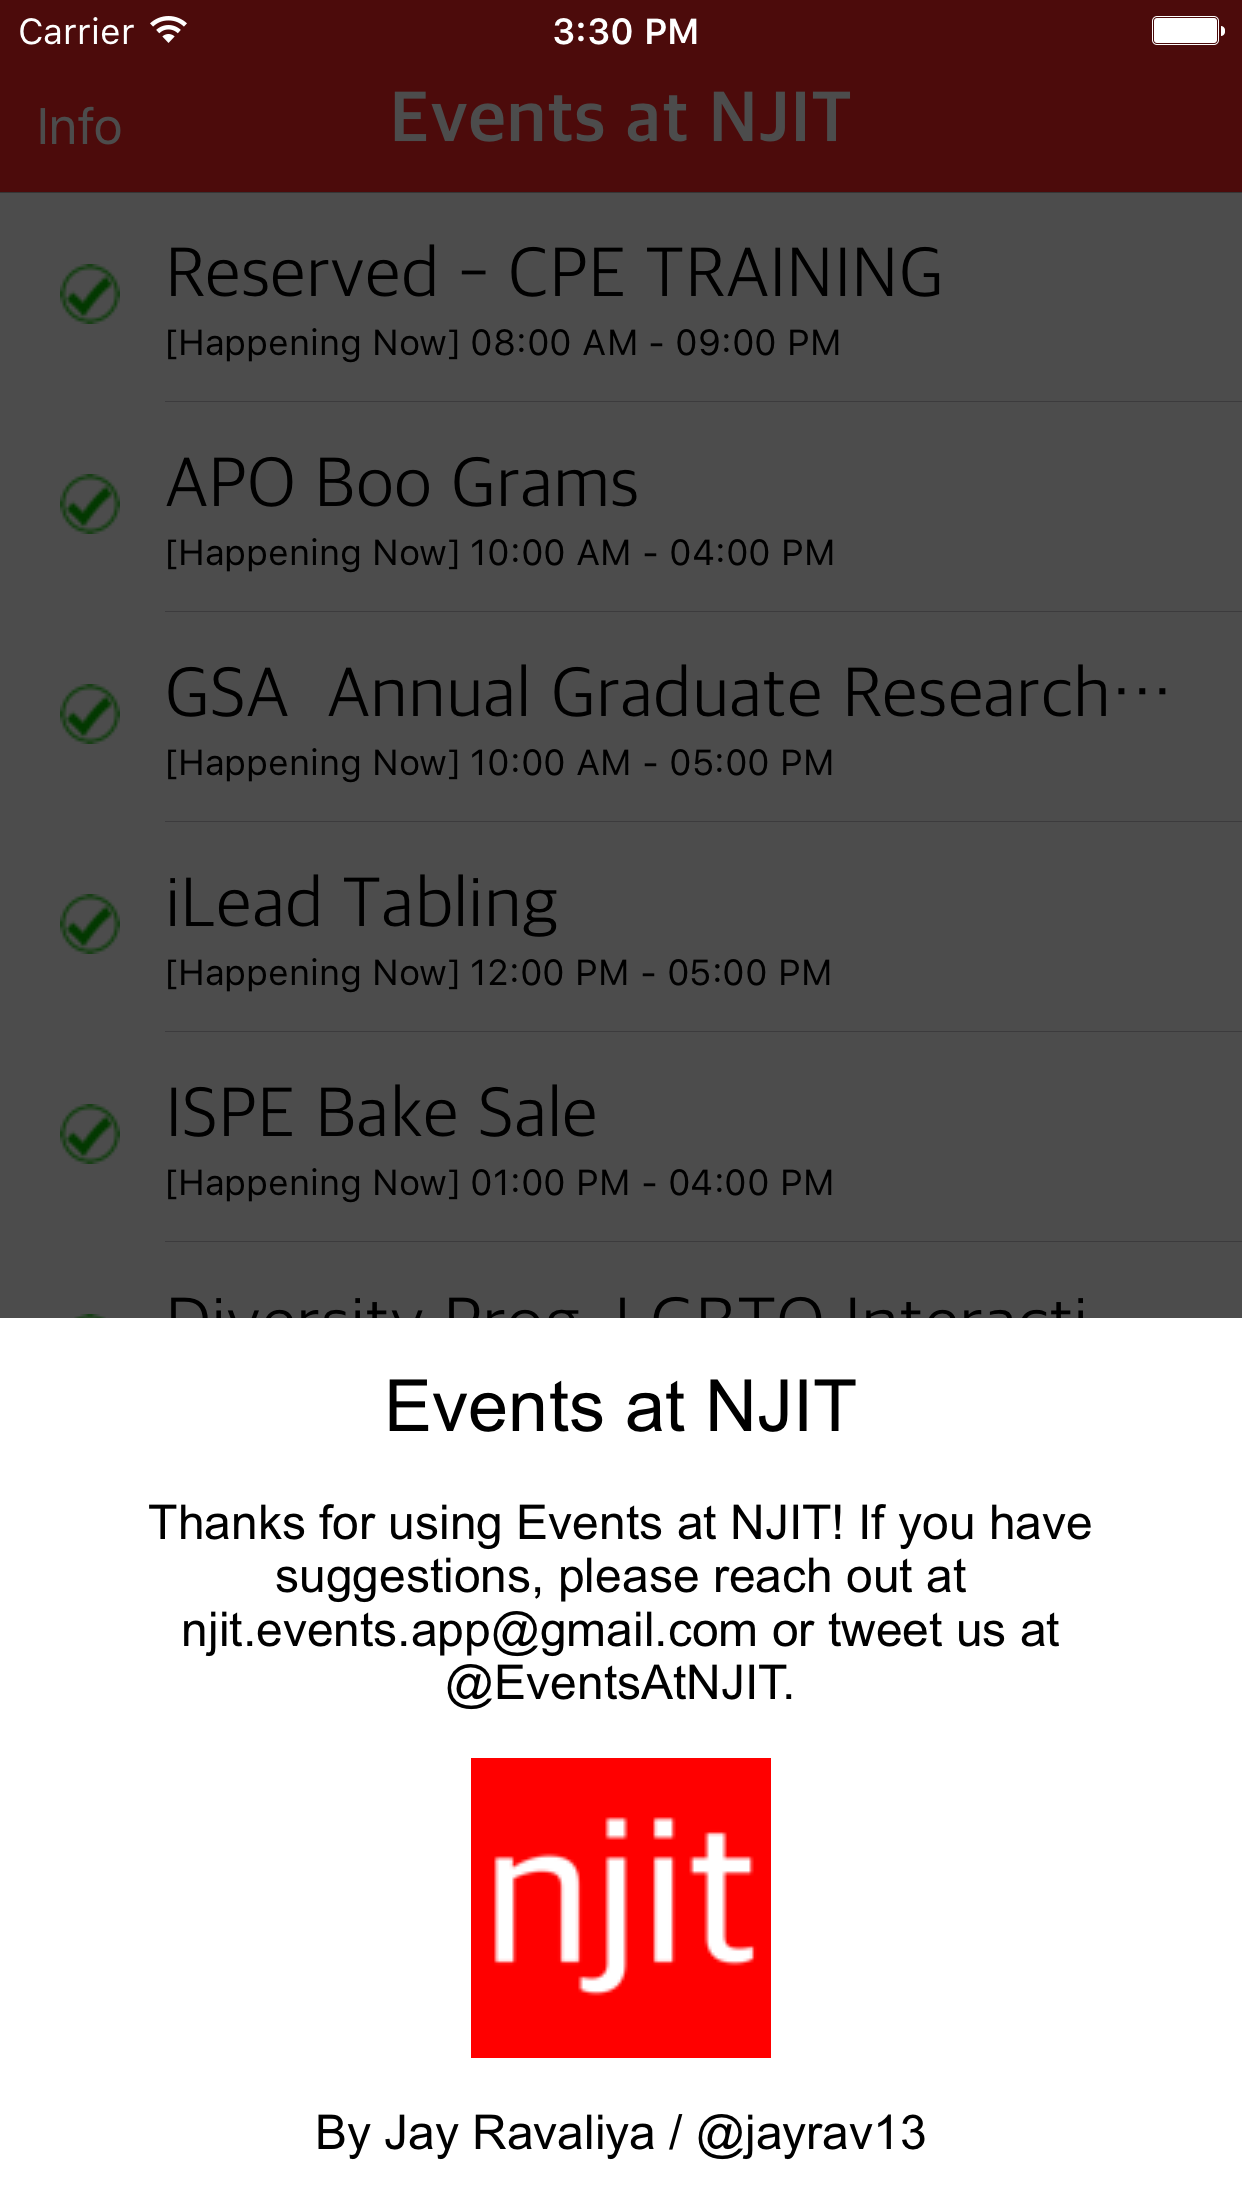 Carrier 3:30 PM
Info Events at NJIT
Reserved - CPE TRAINING
[Happening Now] 08:00 AM - 09:00 PM
APO Boo Grams
[Happening Now] 10:00 AM - 04:00 PM
GSA  Annual Graduate Research...
[Happening Now] 10:00 AM - 05:00 PM
iLead Tabling
[Happening Now] 12:00 PM - 05:00 PM
ISPE Bake Sale
[Happening Now] 01:00 PM - 04:00 PM
Diversity Prog. LGBTQ Interacti
Events at NJIT
Thanks for using Events at NJIT! If you have
suggestions, please reach out at
njit.events.app@gmail.com or tweet us at
@EventsAtNJIT.
njit
By Jay Ravaliya / @jayrav13